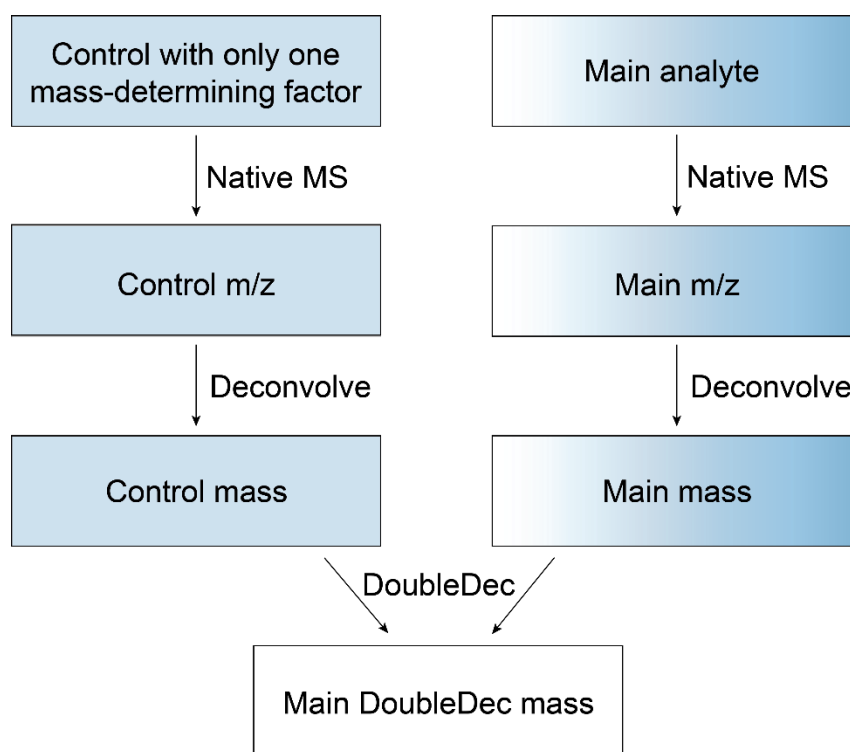 Control with only one
mass-determining factor
Main analyte
Native MS
Native MS
Control m/z
Main m/z
Deconvolve
Deconvolve
Control mass
Main mass
DoubleDec
Main DoubleDec mass